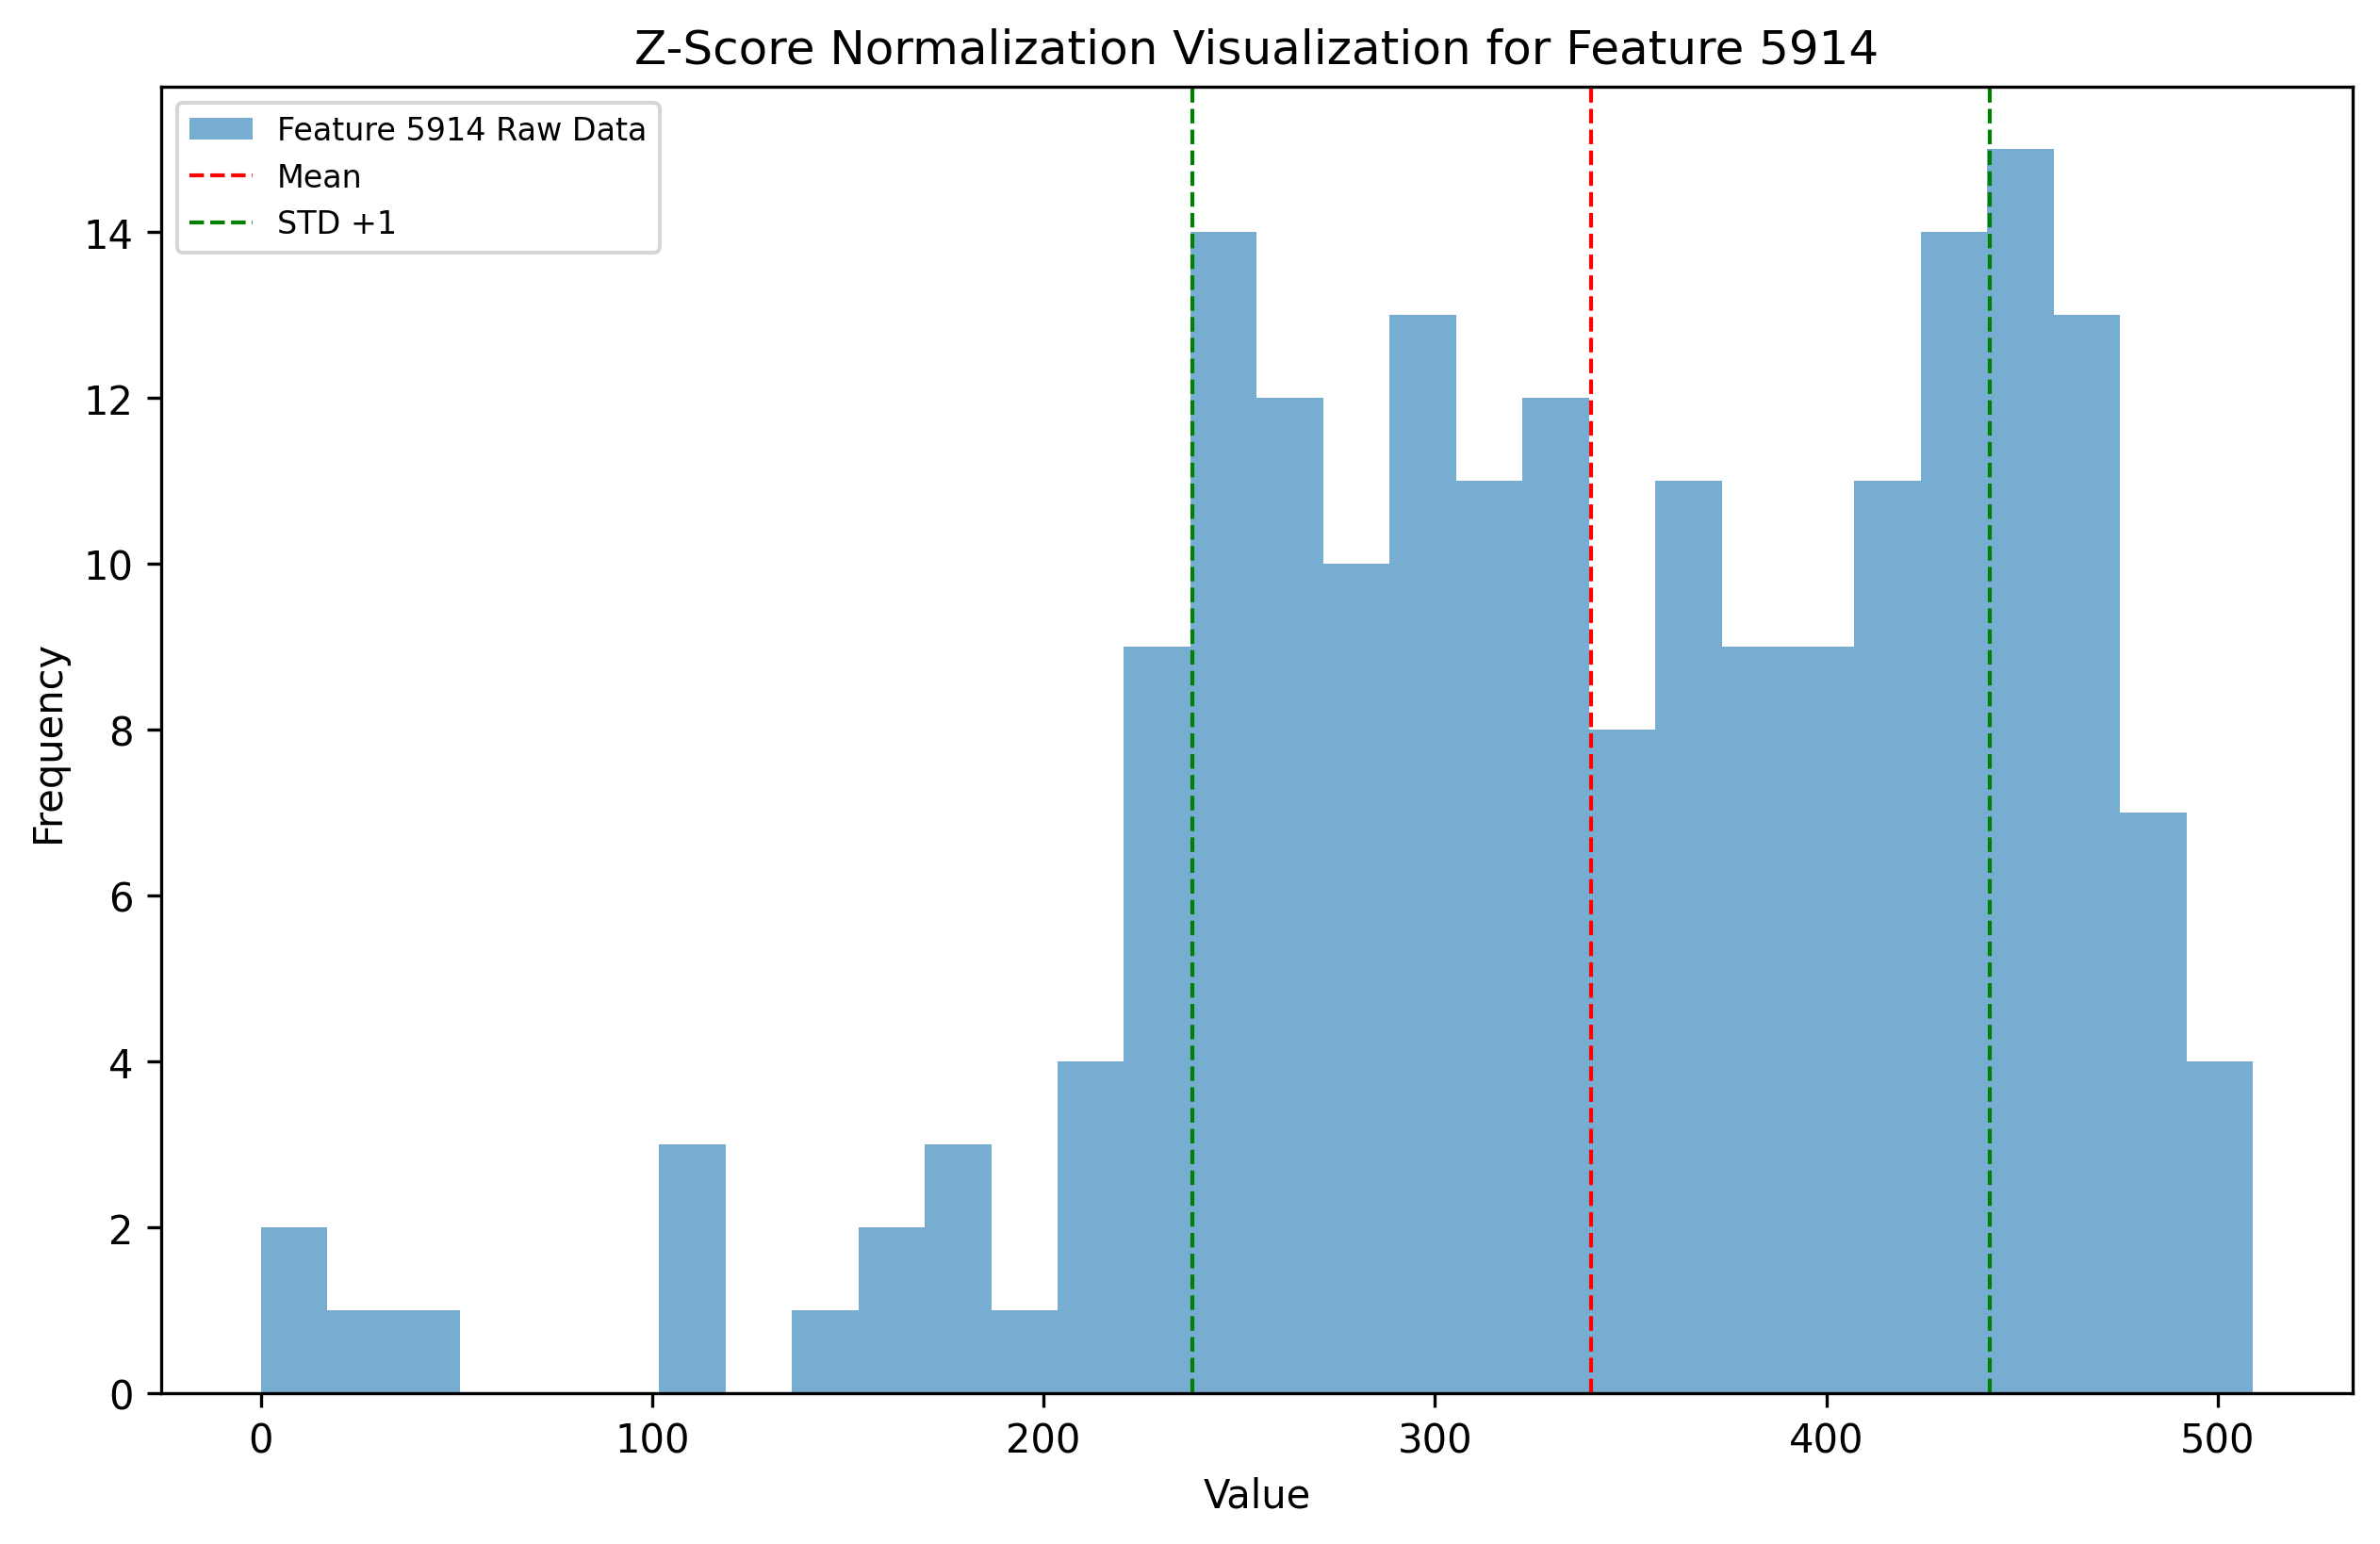 Z-Score Normalization Visualization for Feature 5914
Feature 5914 Raw Data
Mean
STD +1
14
12
10
8
6
4
2
0
Frequency
0 100 200 300 400 500
Value